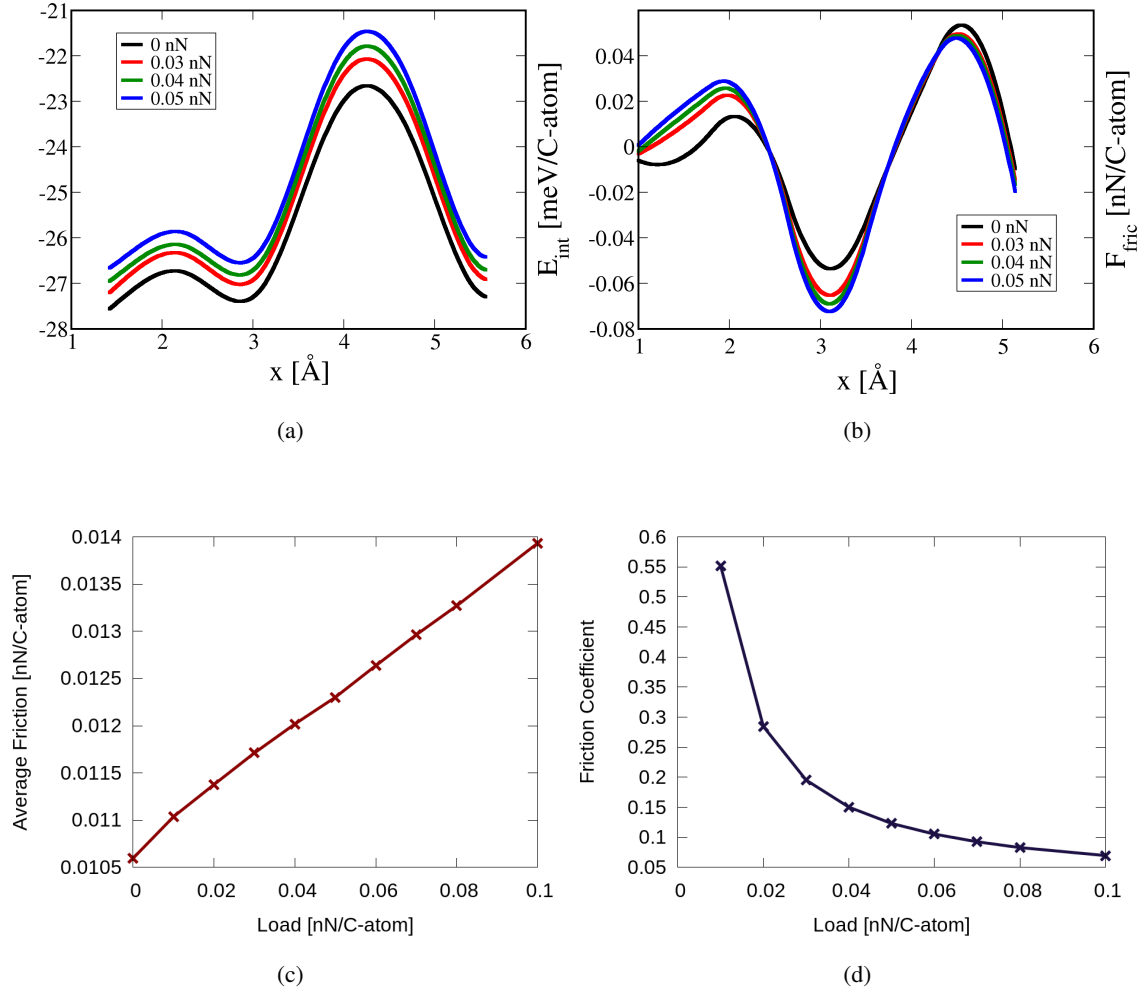 -21
-22
-23
-24
-25
-26
-27
-28
1 2 3 4 5 6
x [Å]
E_int [meV/C-atom]
0 nN
0.03 nN
0.04 nN
0.05 nN
(a)
0.04
0.02
0
-0.02
-0.04
-0.06
-0.08
1 2 3 4 5 6
x [Å]
F_fric [nN/C-atom]
0 nN
0.03 nN
0.04 nN
0.05 nN
(b)
0.014
0.0135
0.013
0.0125
0.012
0.0115
0.011
0.0105
0 0.02 0.04 0.06 0.08 0.1
Average Friction [nN/C-atom]
Load [nN/C-atom]
(c)
0.6
0.55
0.5
0.45
0.4
0.35
0.3
0.25
0.2
0.15
0.1
0.05
0 0.02 0.04 0.06 0.08 0.1
Friction Coefficient
Load [nN/C-atom]
(d)